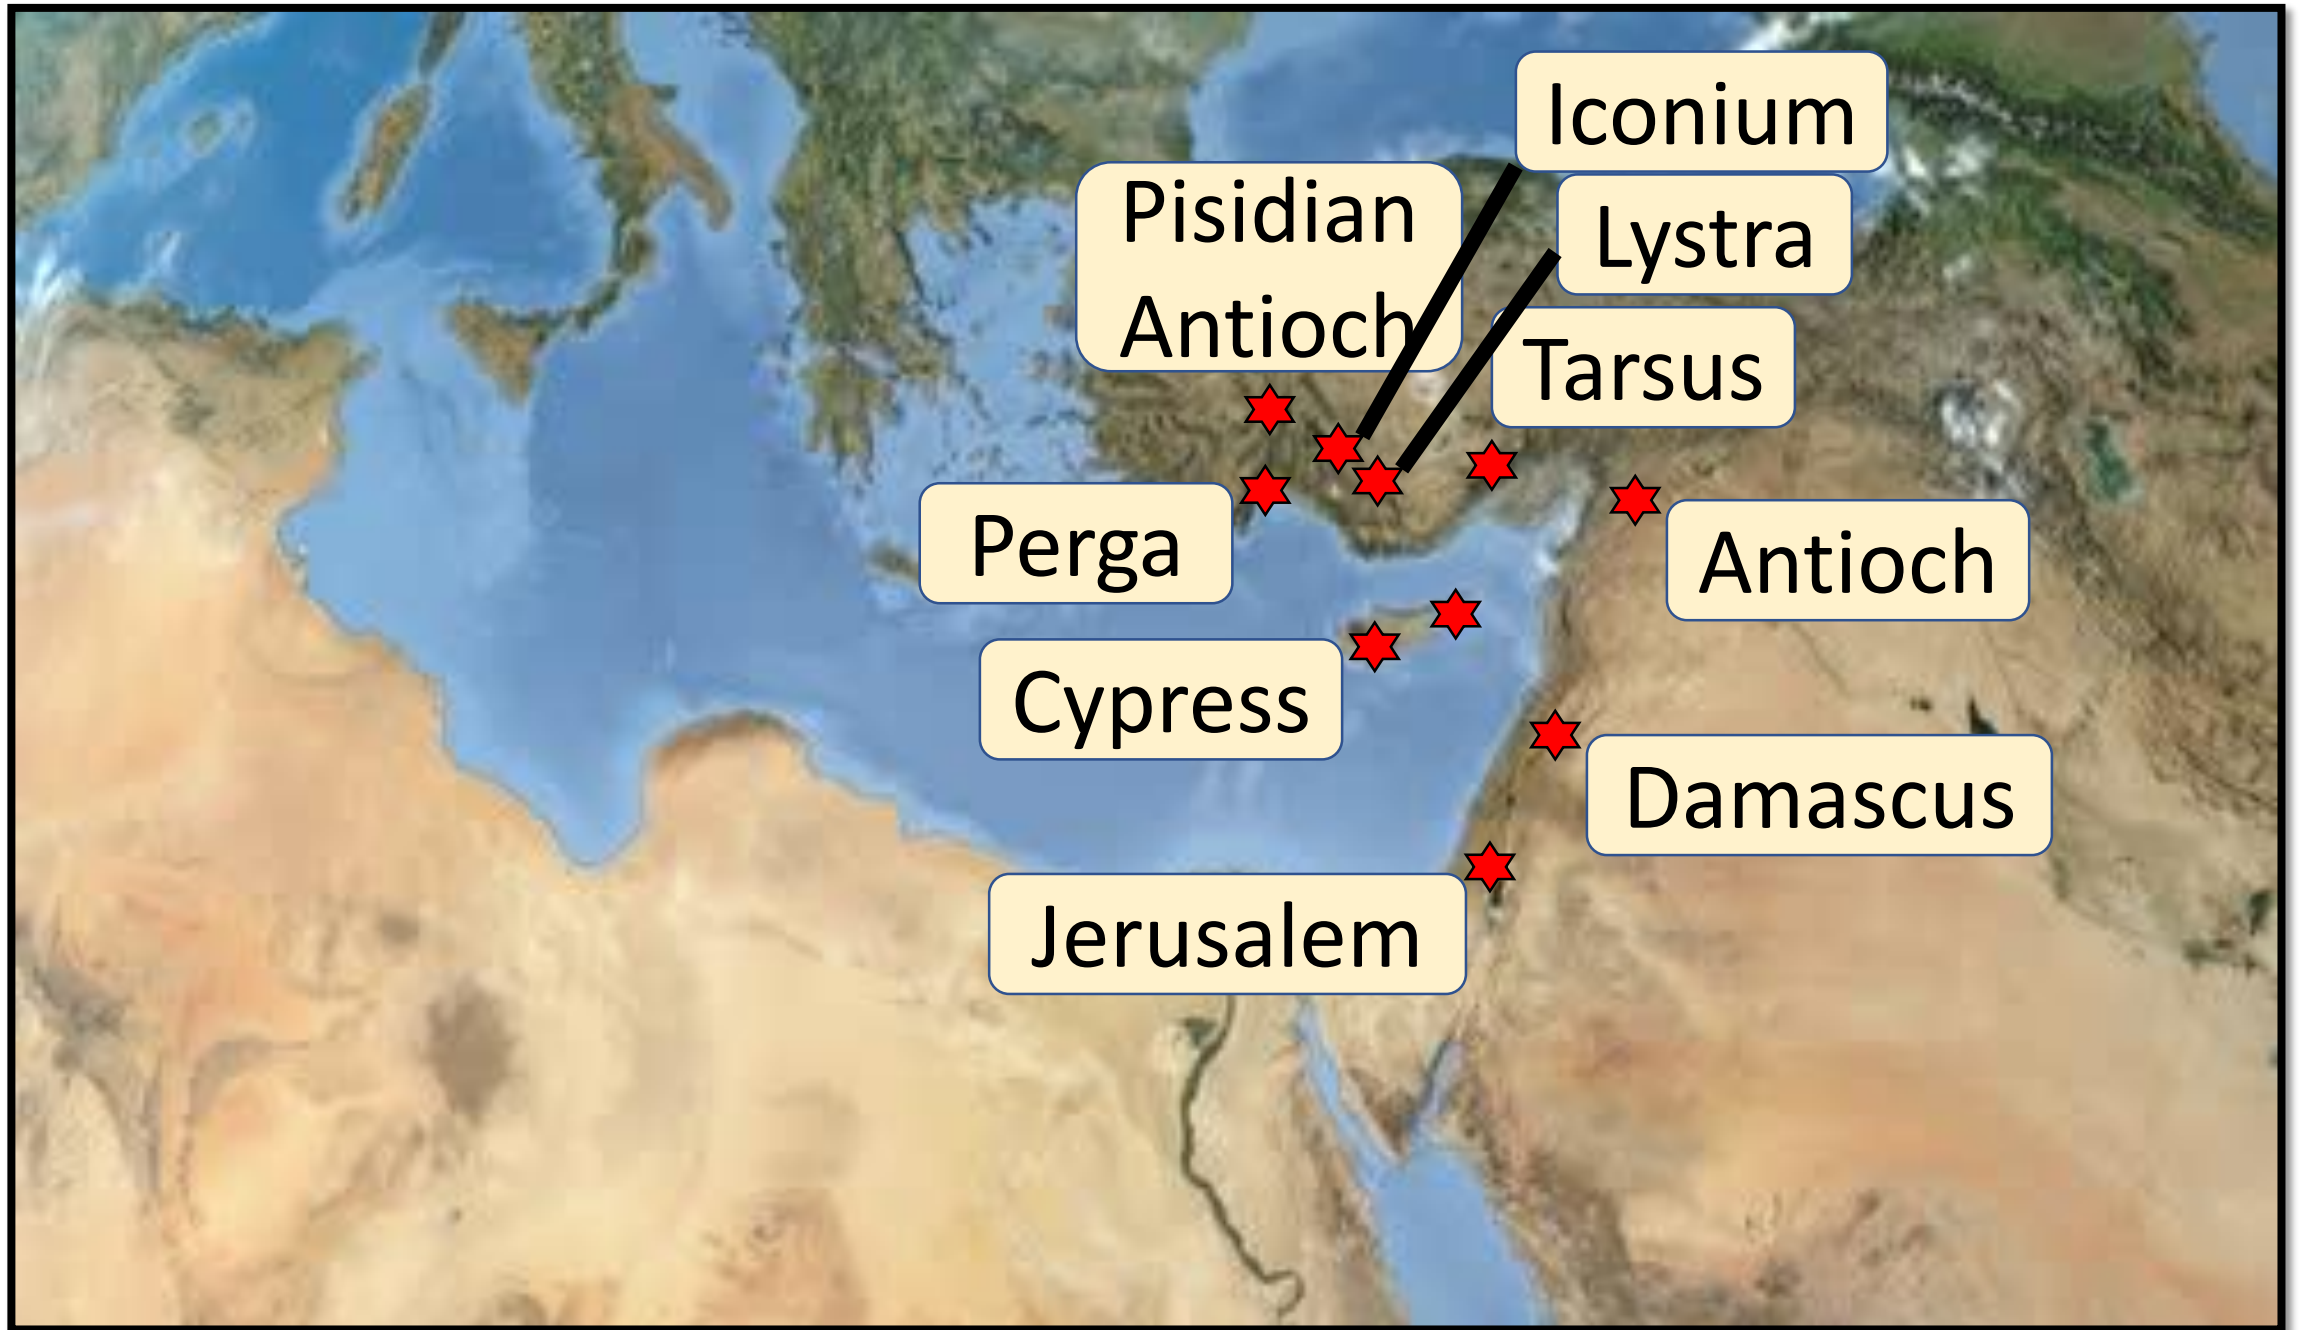 Iconium
Pisidian
Antioch
Lystra
Tarsus
Perga
Antioch
Cypress
Damascus
Jerusalem